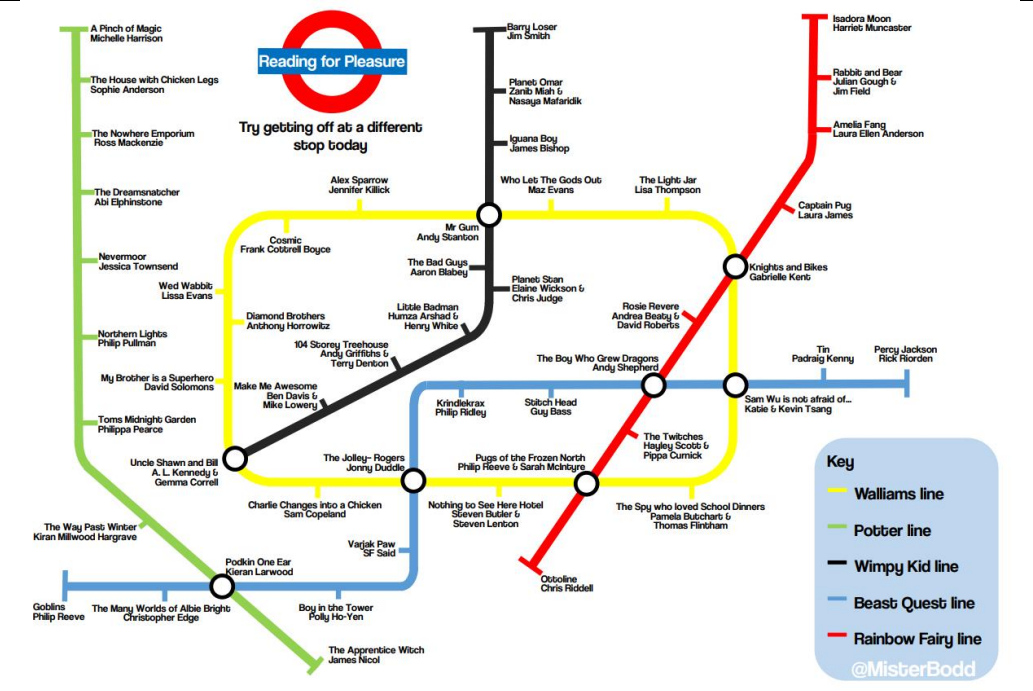 Reading for Pleasure
Try getting off at a different
stop today
A Pinch of Magic
Michelle Harrison
The House with Chicken Legs
Sophie Anderson
The Nowhere Emporium
Ross Mackenzie
The Dreamsnatcher
Abi Elphinstone
Nevermoor
Jessica Townsend
Northern Lights
Philip Pullman
Toms Midnight Garden
Philippa Pearce
The Way Past Winter
Kiran Millwood Hargrave
Podkin One Ear
Kieran Larwood
The Apprentice Witch
James Nicol
Barry Loser
Jim Smith
Planet Omar
Zanib Miah &
Nasaya Mafaridik
Iguana Boy
James Bishop
Mr Gum
Andy Stanton
The Bad Guys
Aaron Blabey
Planet Stan
Elaine Wickson &
Chris Judge
Little Badman
Humza Arshad &
Henry White
104 Storey Treehouse
Andy Griffiths &
Terry Denton
Make Me Awesome
Ben Davis &
Mike Lowery
Uncle Shawn and Bill
A. L. Kennedy &
Gemma Correll
Alex Sparrow
Jennifer Killick
Who Let The Gods Out
Maz Evans
The Light Jar
Lisa Thompson
Cosmic
Frank Cottrell Boyce
Wed Wabbit
Lissa Evans
Diamond Brothers
Anthony Horrowitz
My Brother is a Superhero
David Solomons
Isadora Moon
Harriet Muncaster
Rabbit and Bear
Julian Gough &
Jim Field
Amelia Fang
Laura Ellen Anderson
Captain Pug
Laura James
Knights and Bikes
Gabrielle Kent
Rosie Revere
Andrea Beaty &
David Roberts
The Boy Who Grew Dragons
Andy Shepherd
The Twitches
Hayley Scott &
Pippa Curnick
Pugs of the Frozen North
Philip Reeve & Sarah McIntyre
Ottoline
Chris Riddell
Tin
Padraig Kenny
Percy Jackson
Rick Riorden
Sam Wu is not afraid of...
Katie & Kevin Tsang
Krindlekrax
Philip Ridley
Stitch Head
Guy Bass
The Jolley- Rogers
Jonny Duddle
Charlie Changes into a Chicken
Sam Copeland
Nothing to See Here Hotel
Steven Butler &
Steven Lenton
The Spy who loved School Dinners
Pamela Butchart &
Thomas Flintham
Varjak Paw
SF Said
Goblins
Philip Reeve
The Many Worlds of Albie Bright
Christopher Edge
Boy in the Tower
Polly Ho-Yen
Key
Walliams line
Potter line
Wimpy Kid line
Beast Quest line
Rainbow Fairy line
@MisterBodd